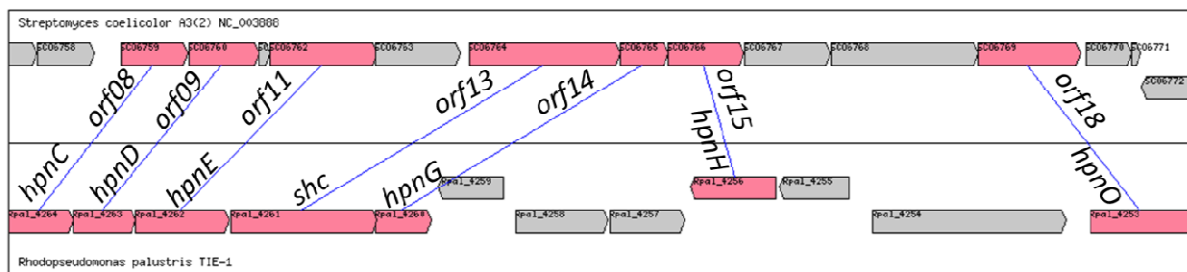 Streptomyces coelicolor A3(2) NC_003888
SCO6758 SCO6759 SCO6760 SCO6762 SCO6763 SCO6764 SCO6765 SCO6766 SCO6767 SCO6768 SCO6769 SCO6770 SCO6771
SCO6772
orf08 orf09 orf11 orf13 orf14 orf15 orf18
hpnC hpnD hpnE shc hpnG hpnH hpnO
Rpal_4259 Rpal_4256 Rpal_4255
Rpal_4264 Rpal_4263 Rpal_4262 Rpal_4261 Rpal_4260 Rpal_4258 Rpal_4257 Rpal_4254 Rpal_4253
Rhodopseudomonas palustris TIE-1